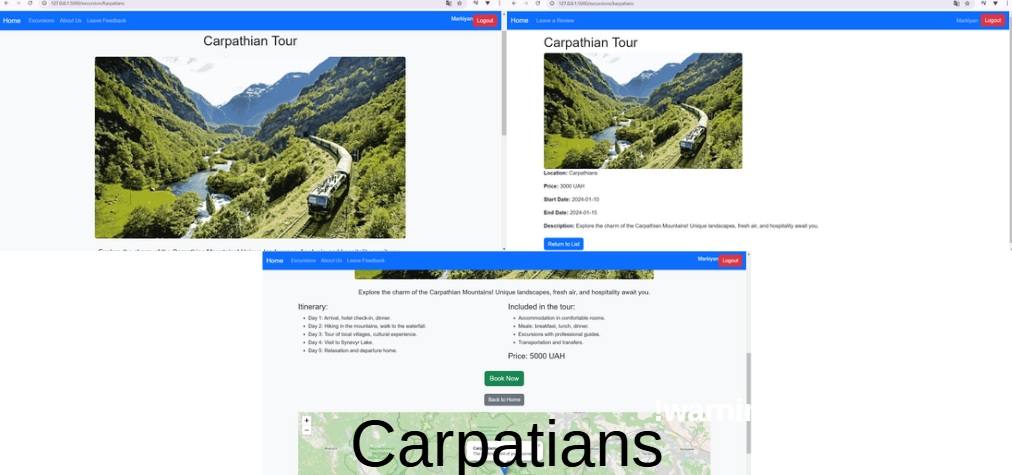 127.0.0.1:5000/excursion/Karpatians
Home Excursions About Us Leave Feedback Markiyan Logout
Carpathian Tour
127.0.0.1:5000/excursions/karpatians
Home Leave a Review Markiyan Logout
Carpathian Tour
Location: Carpathians
Price: 3000 UAH
Start Date: 2024-01-10
End Date: 2024-01-15
Description: Explore the charm of the Carpathian Mountains! Unique landscapes, fresh air, and hospitality await you.
Return to List
Home Excursions About Us Leave Feedback Markiyan Logout
Explore the charm of the Carpathian Mountains! Unique landscapes, fresh air, and hospitality await you.
Itinerary:
Day 1: Arrival, hotel check-in, dinner.
Day 2: Hiking in the mountains, walk to the waterfall.
Day 3: Tour of local villages, cultural experience.
Day 4: Visit to Synevyr Lake.
Day 5: Relaxation and departure home.
Included in the tour:
Accommodation in comfortable rooms.
Meals: breakfast, lunch, dinner.
Excursions with professional guides.
Transportation and transfers.
Price: 5000 UAH
Book Now
Back to Home
!warnin
+
−
Carpatians